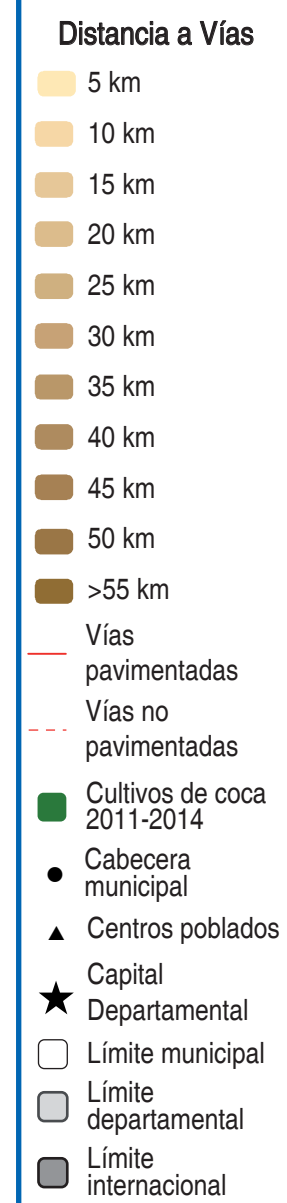 Distancia a Vías
5 km
10 km
15 km
20 km
25 km
30 km
35 km
40 km
45 km
50 km
>55 km
Vías
pavimentadas
Vías no
pavimentadas
Cultivos de coca
2011-2014
Cabecera
municipal
Centros poblados
Capital
Departamental
Límite municipal
Límite
departamental
Límite
internacional